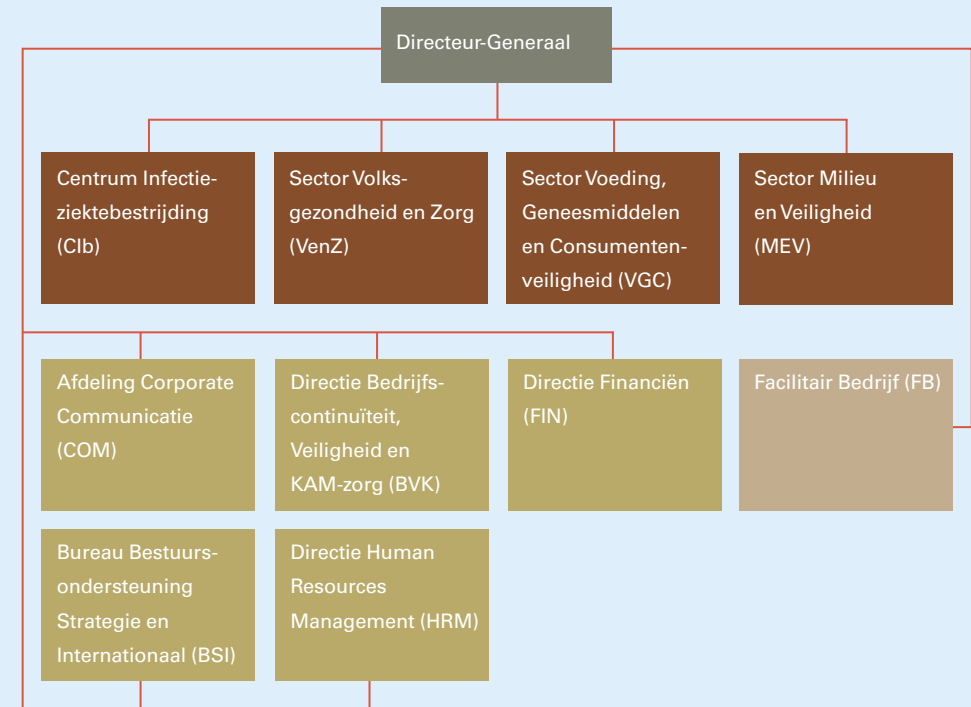 Directeur-Generaal
Centrum Infectie-
ziektebestrijding
(CIb)
Sector Volks-
gezondheid en Zorg
(VenZ)
Sector Voeding,
Geneesmiddelen
en Consumenten-
veiligheid (VGC)
Sector Milieu
en Veiligheid
(MEV)
Afdeling Corporate
Communicatie
(COM)
Directie Bedrijfs-
continuïteit,
Veiligheid en
KAM-zorg (BVK)
Directie Financiën
(FIN)
Facilitair Bedrijf (FB)
Bureau Bestuurs-
ondersteuning
Strategie en
Internationaal (BSI)
Directie Human
Resources
Management (HRM)